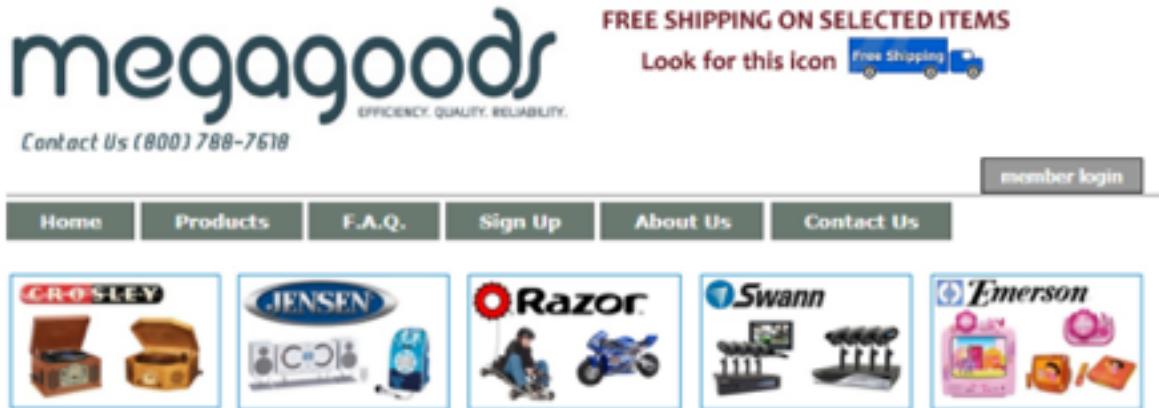 megagoods
EFFICIENCY. QUALITY. RELIABILITY.
Contact Us (800) 788-7618
FREE SHIPPING ON SELECTED ITEMS
Look for this icon Free Shipping
member login
Home Products F.A.Q. Sign Up About Us Contact Us
CROSLEY JENSEN Razor Swann Emerson